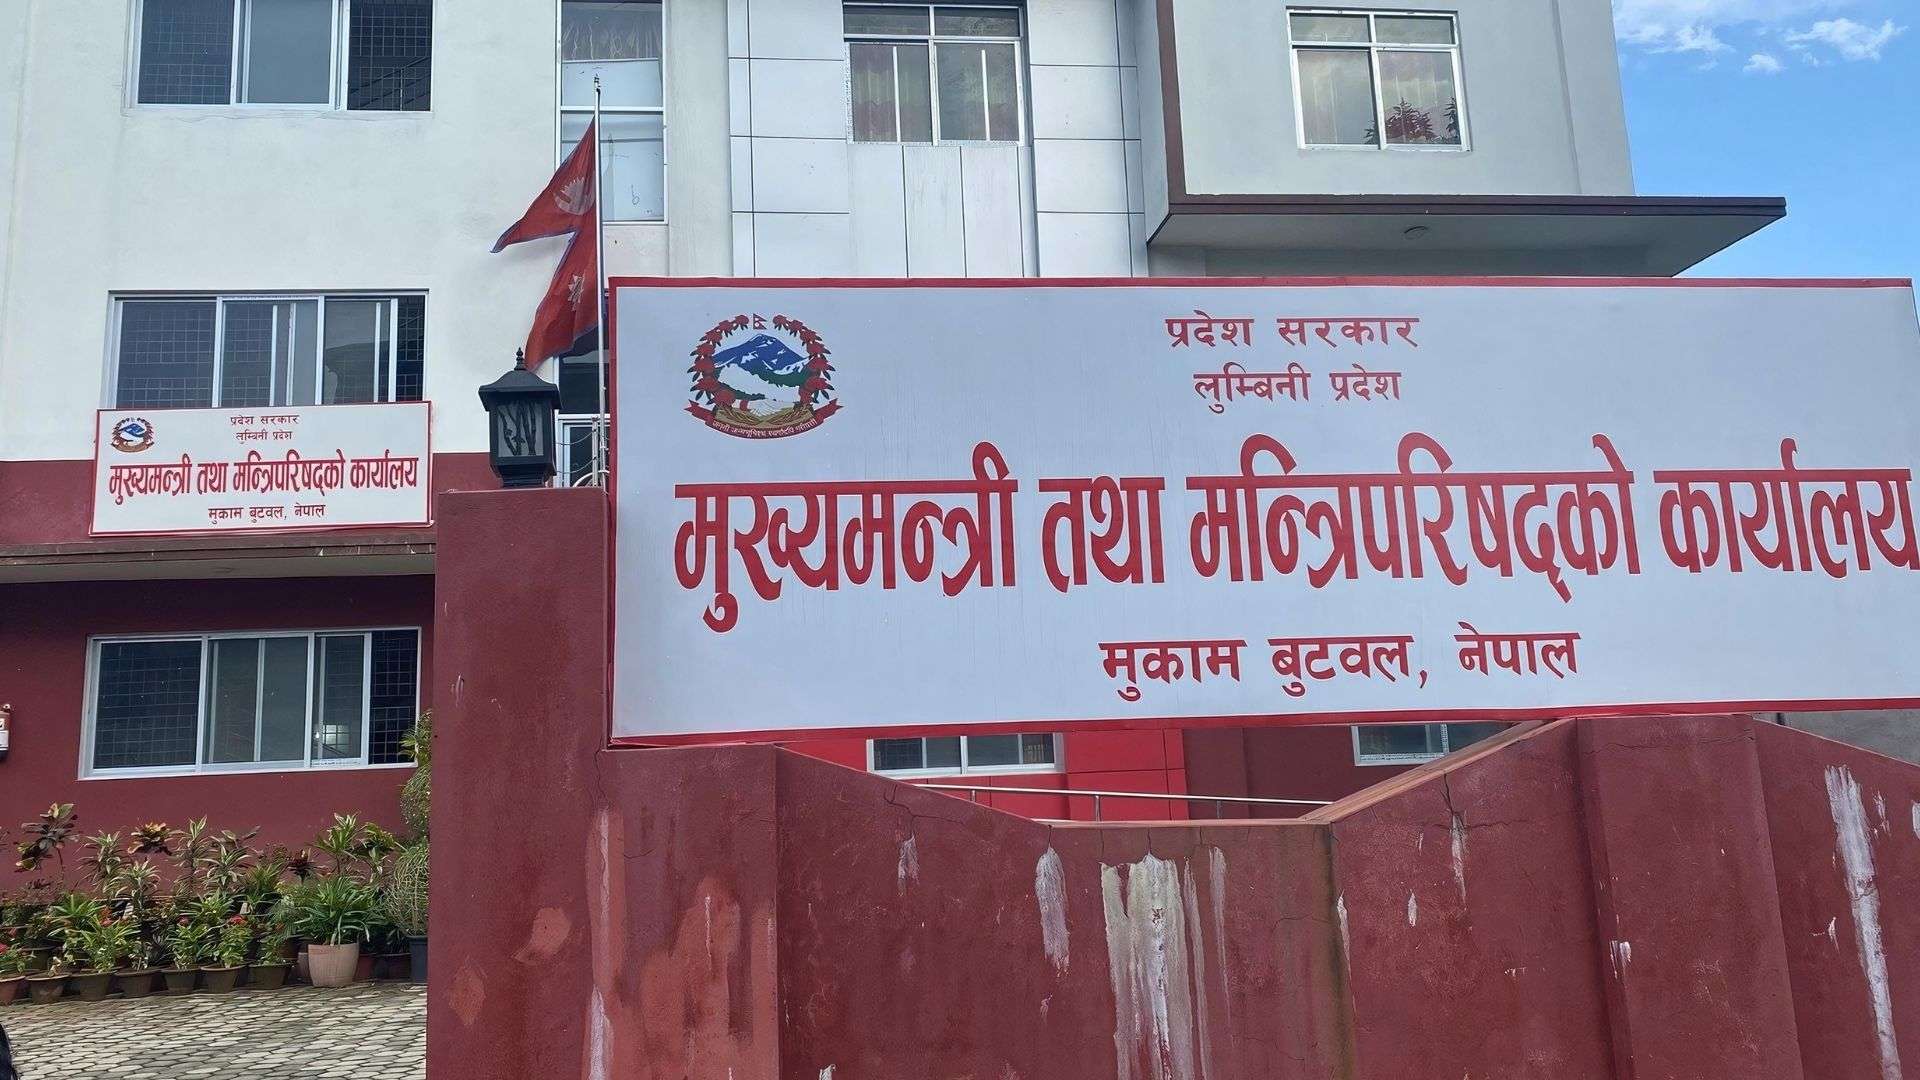 प्रदेश सरकार
लुम्बिनी प्रदेश
मुख्यमन्त्री तथा मन्त्रिपरिषद्को कार्यालय
मुकाम बुटवल, नेपाल
प्रदेश सरकार
लुम्बिनी प्रदेश
मुख्यमन्त्री तथा मन्त्रिपरिषद्को कार्यालय
मुकाम बुटवल, नेपाल